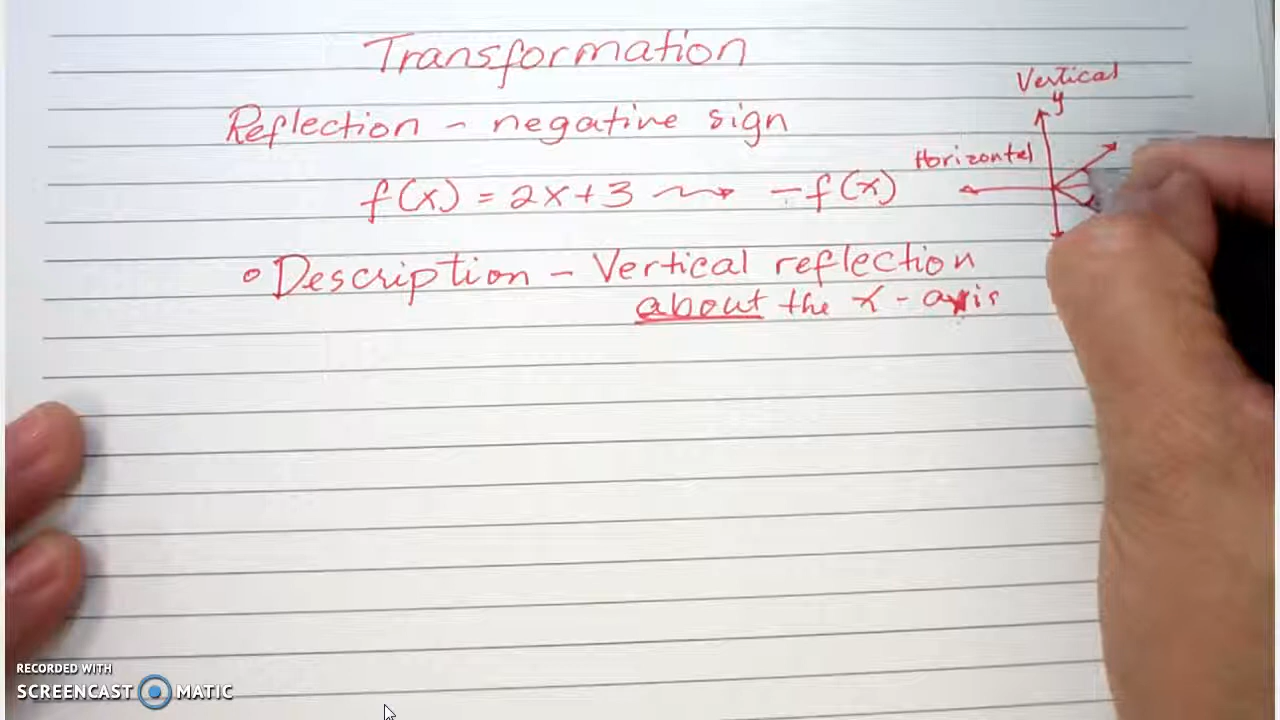 Transformation
Vertical
y
Reflection - negative sign
Horizontal
f(x) = 2x+3 ⟿ -f(x)
• Description - Vertical reflection
about the x-axis
RECORDED WITH
SCREENCAST MATIC